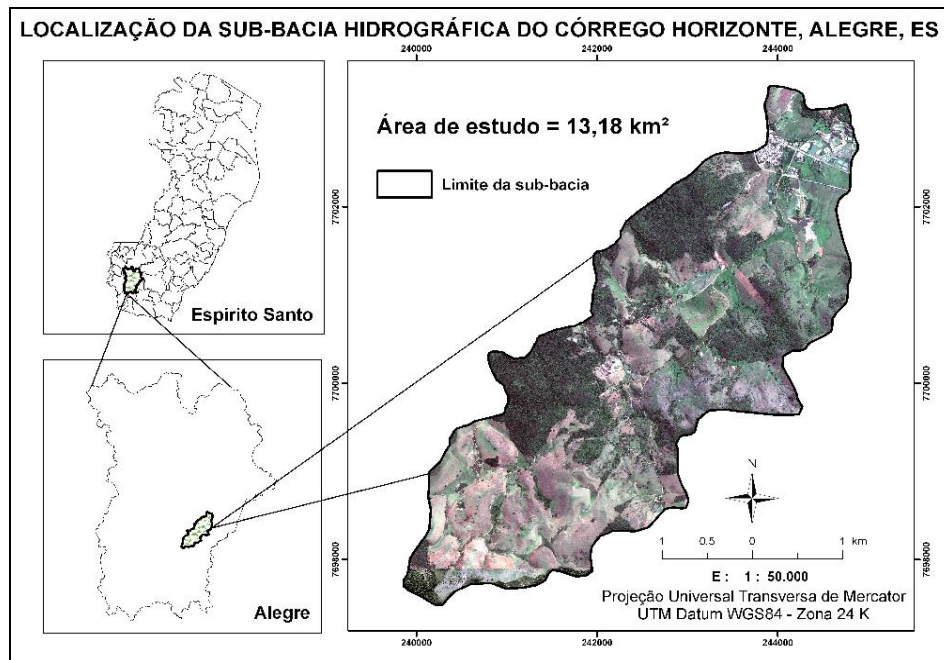 LOCALIZAÇÃO DA SUB-BACIA HIDROGRÁFICA DO CÓRREGO HORIZONTE, ALEGRE, ES
240000 242000 244000
Espírito Santo
Alegre
Área de estudo = 13,18 km²
Limite da sub-bacia
7702000
7700000
7698000
7702000
7700000
7698000
N
1 0.5 0 1 km
E : 1 : 50.000
Projeção Universal Transversa de Mercator
UTM Datum WGS84 - Zona 24 K
240000 242000 244000